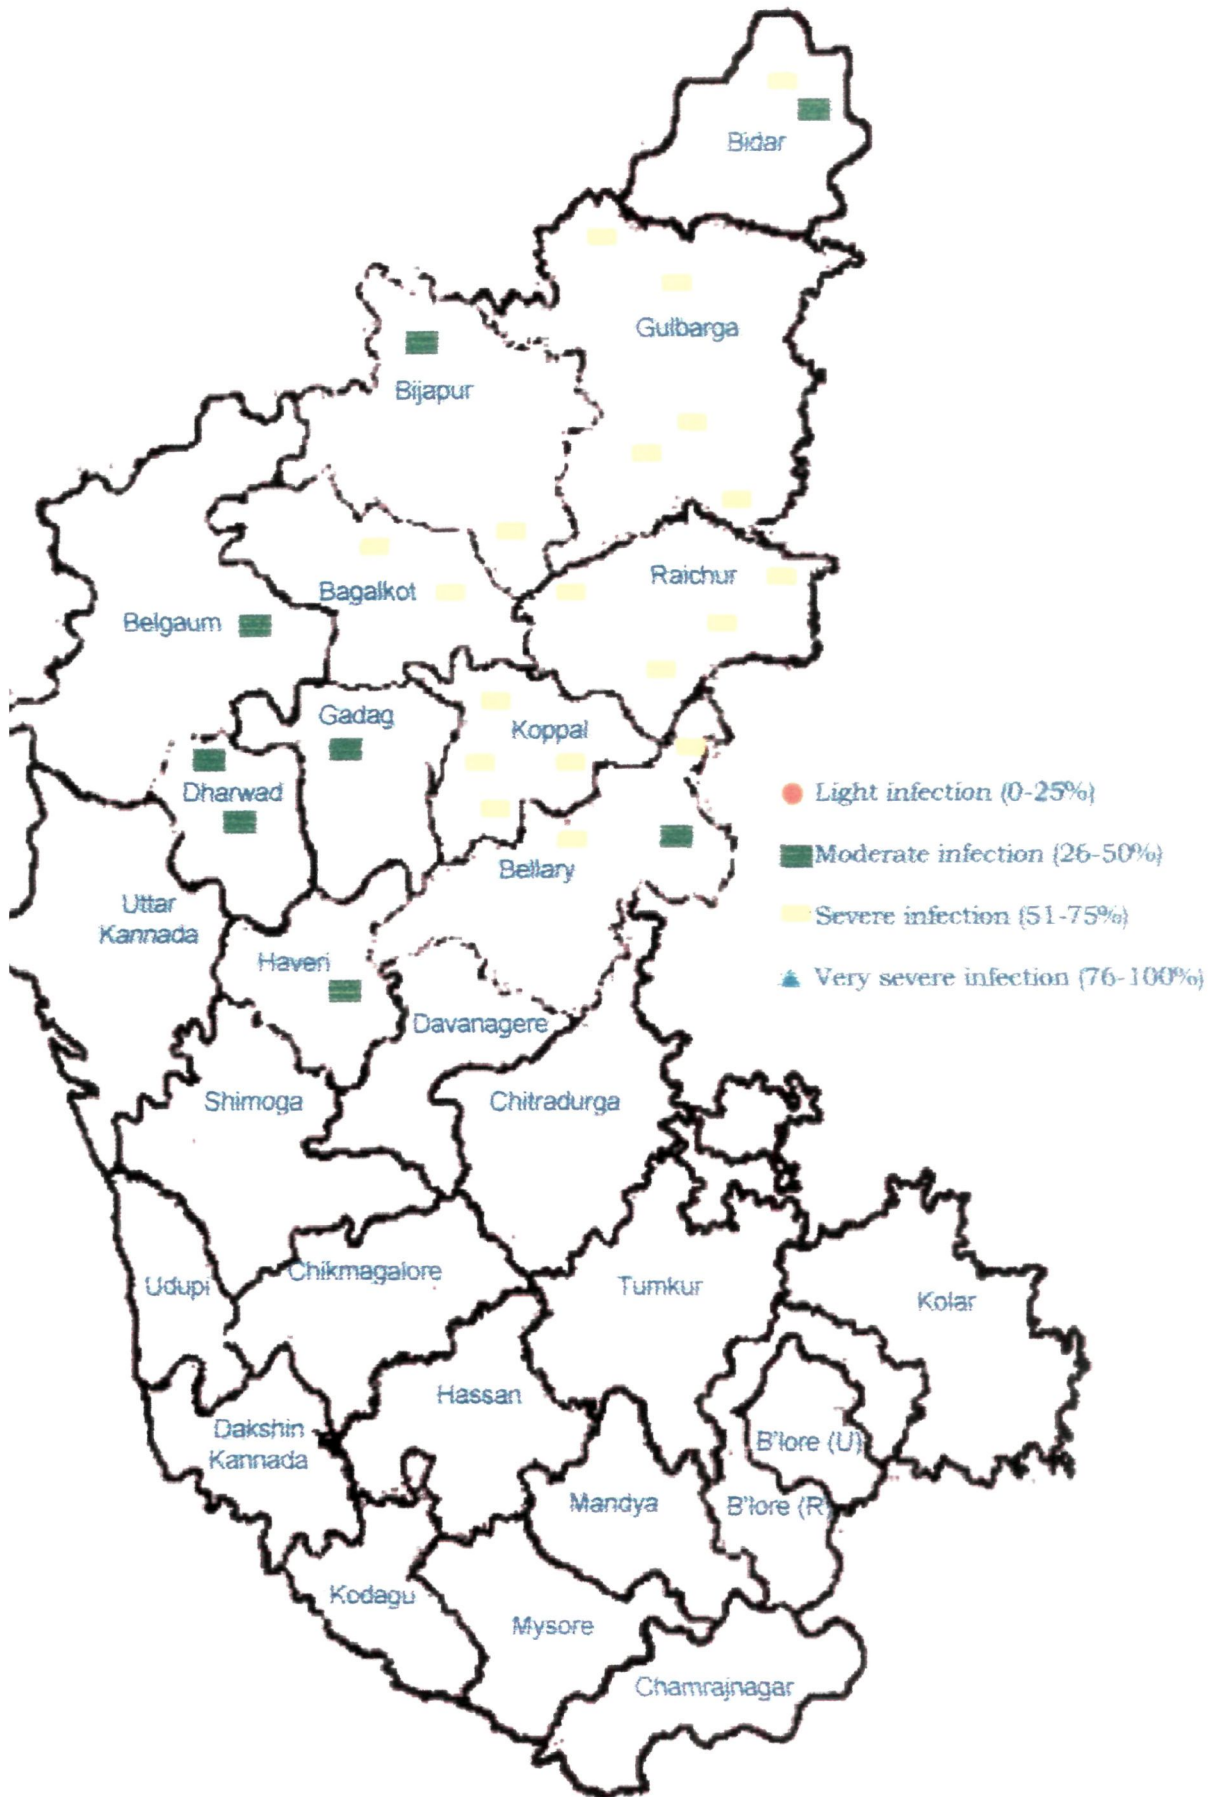 Bidar
Gulbarga
Bijapur
Raichur
Bagalkot
Belgaum
Gadag
Koppal
Dharwad
Light infection (0-25%)
Moderate infection (26-50%)
Bellary
Uttar
Kannada
Severe infection (51-75%)
Haveri
Very severe infection (76-100%)
Davanagere
Shimoga
Chitradurga
Chikmagalore
Udupi
Tumkur
Kolar
Hassan
Dakshin
Kannada
B'lore (U)
Mandya
B'lore (R)
Kodagu
Mysore
Chamrajnagar